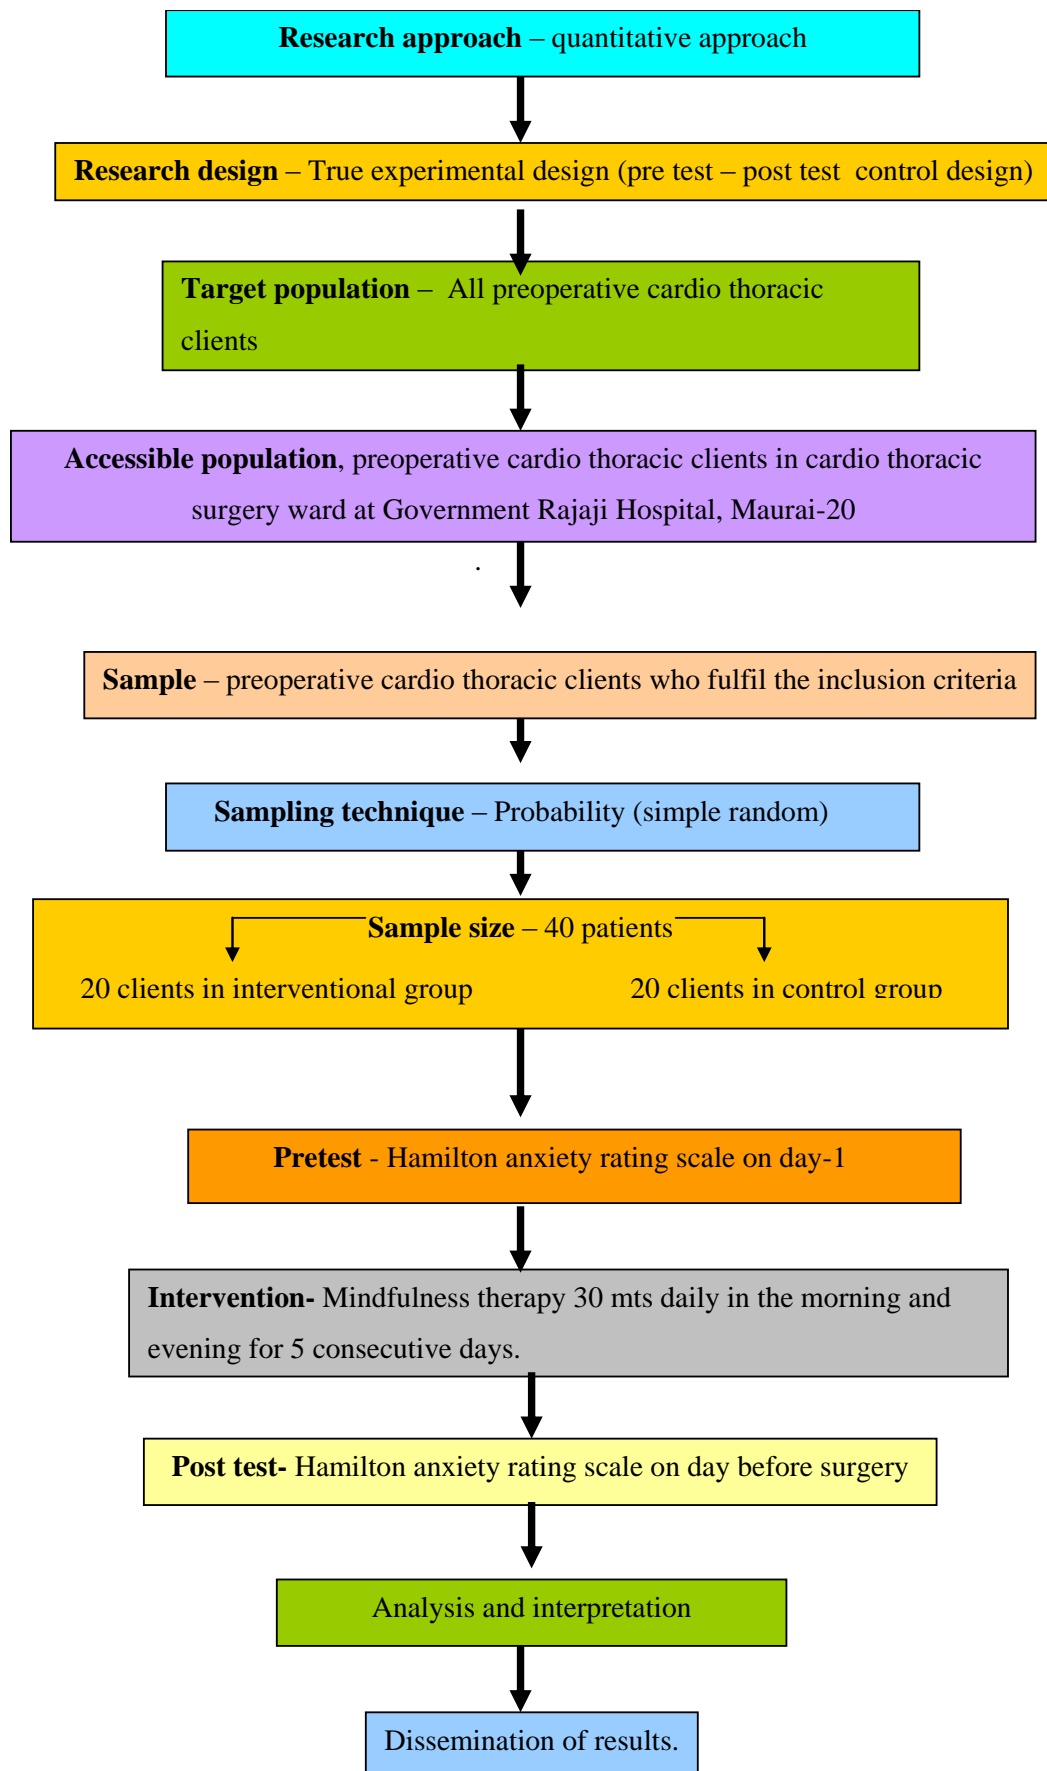 Research approach – quantitative approach
Research design – True experimental design (pre test – post test control design)
Target population – All preoperative cardio thoracic
clients
Accessible population, preoperative cardio thoracic clients in cardio thoracic
surgery ward at Government Rajaji Hospital, Maurai-20
.
Sample – preoperative cardio thoracic clients who fulfil the inclusion criteria
Sampling technique – Probability (simple random)
Sample size – 40 patients
20 clients in interventional group 20 clients in control group
Pretest - Hamilton anxiety rating scale on day-1
Intervention- Mindfulness therapy 30 mts daily in the morning and
evening for 5 consecutive days.
Post test- Hamilton anxiety rating scale on day before surgery
Analysis and interpretation
Dissemination of results.